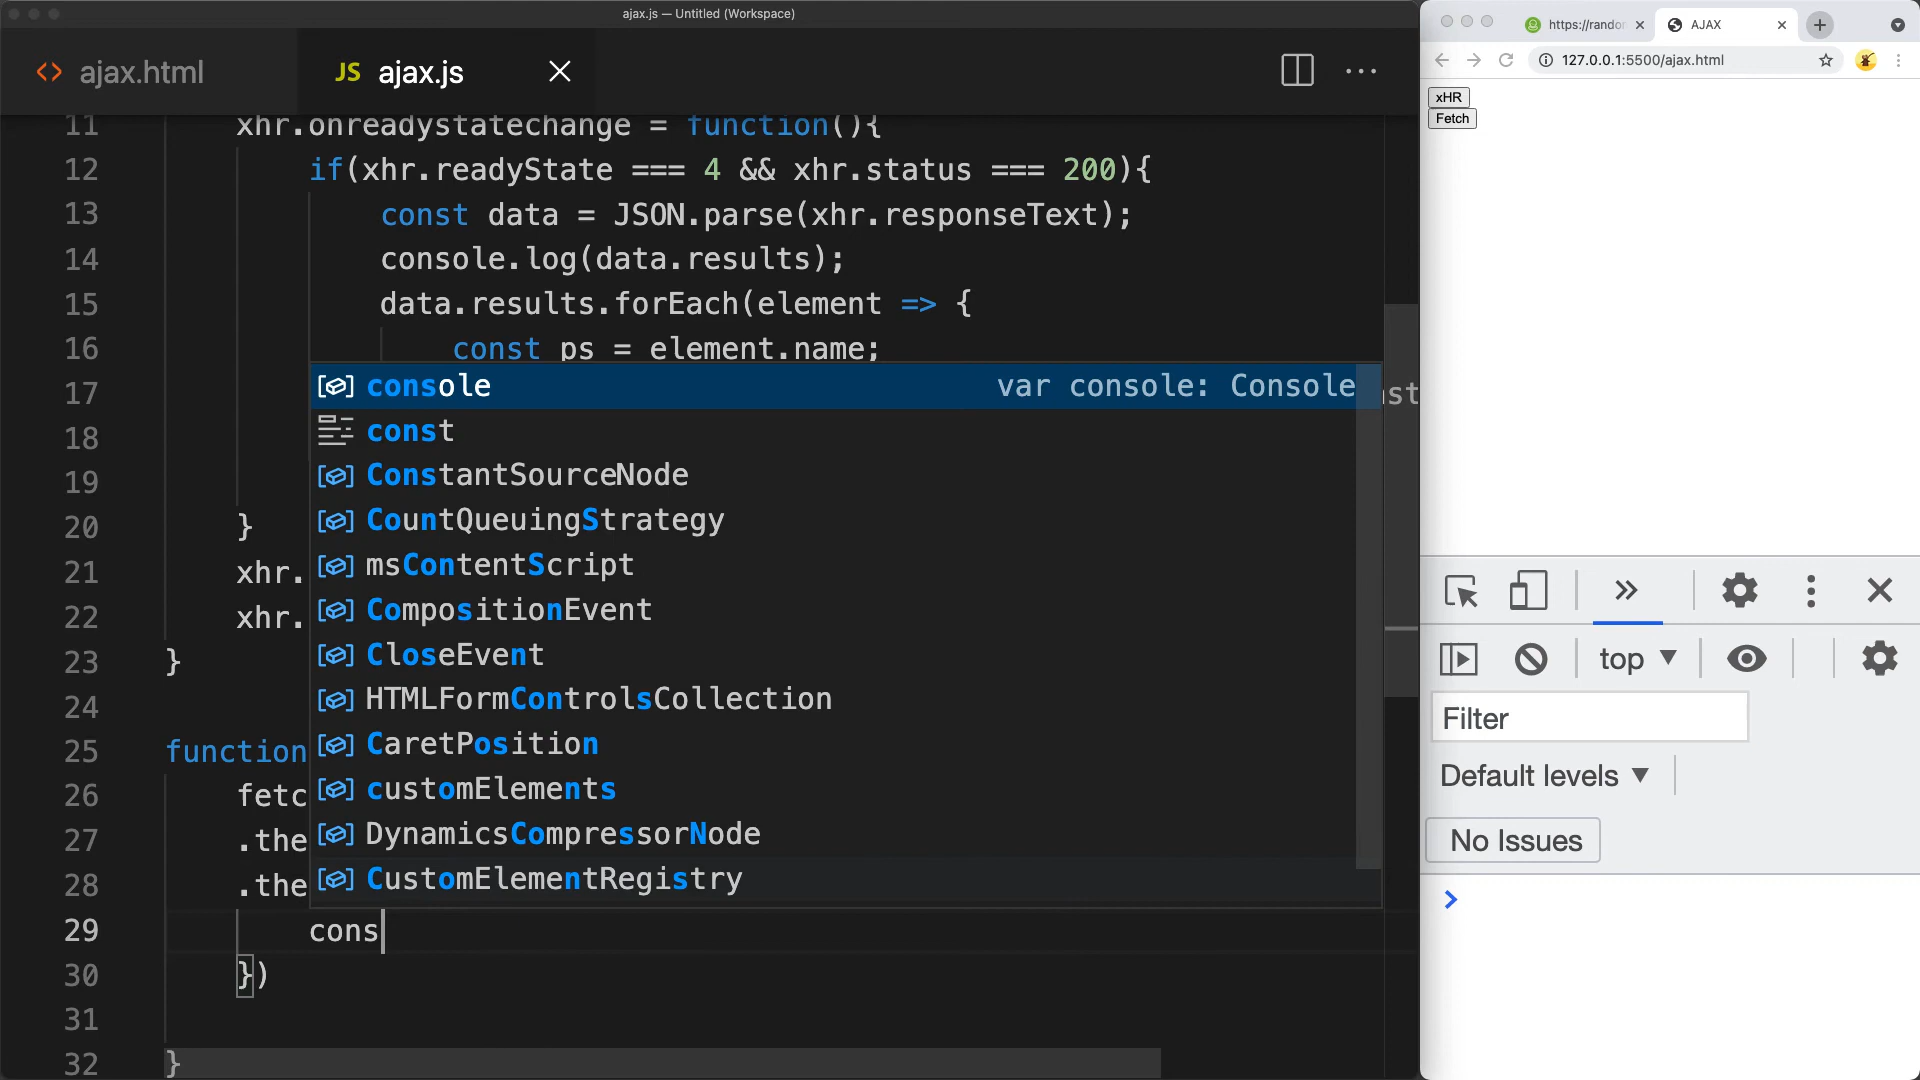 ajax.js — Untitled (Workspace)
<> ajax.html
JS ajax.js
11 xhr.onreadystatechange = function(){
12 if(xhr.readyState === 4 && xhr.status === 200){
13 const data = JSON.parse(xhr.responseText);
14 console.log(data.results);
15 data.results.forEach(element => {
16 const ps = element.name;
17
18
19
20 }
21 xhr.
22 xhr.
23 }
24
25 function
26 fetc
27 .the
28 .the
29 cons
30 })
31
32 }
console var console: Console
const
ConstantSourceNode
CountQueuingStrategy
msContentScript
CompositionEvent
CloseEvent
HTMLFormControlsCollection
CaretPosition
customElements
DynamicsCompressorNode
CustomElementRegistry
https://rando
AJAX
127.0.0.1:5500/ajax.html
xHR
Fetch
top
Filter
Default levels
No Issues